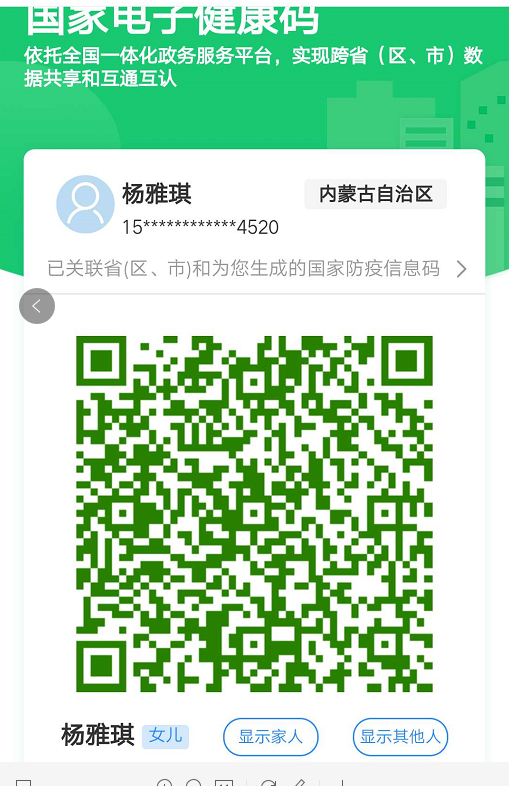 国家电子健康码
依托全国一体化政务服务平台，实现跨省（区、市）数
据共享和互通互认
杨雅琪
内蒙古自治区
15************4520
已关联省(区、市)和为您生成的国家防疫信息码
杨雅琪
女儿
显示家人
显示其他人